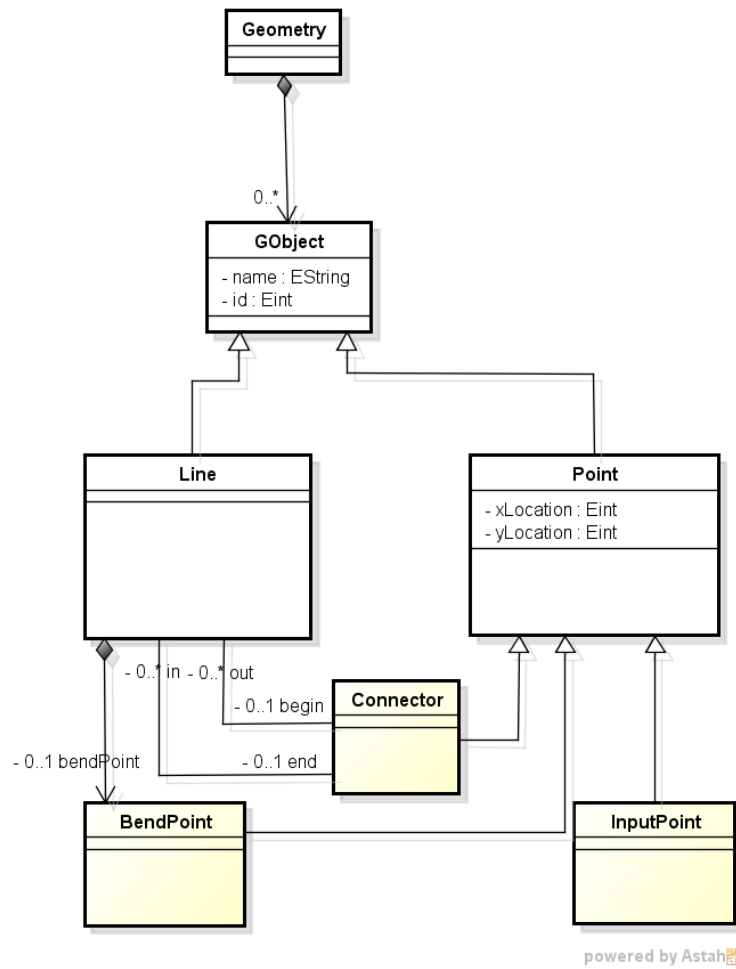 Geometry
0..*
GObject
- name : EString
- id : Eint
Line
Point
- xLocation : Eint
- yLocation : Eint
- 0..* in
- 0..* out
- 0..1 begin
Connector
- 0..1 end
- 0..1 bendPoint
BendPoint
InputPoint
powered by Astah